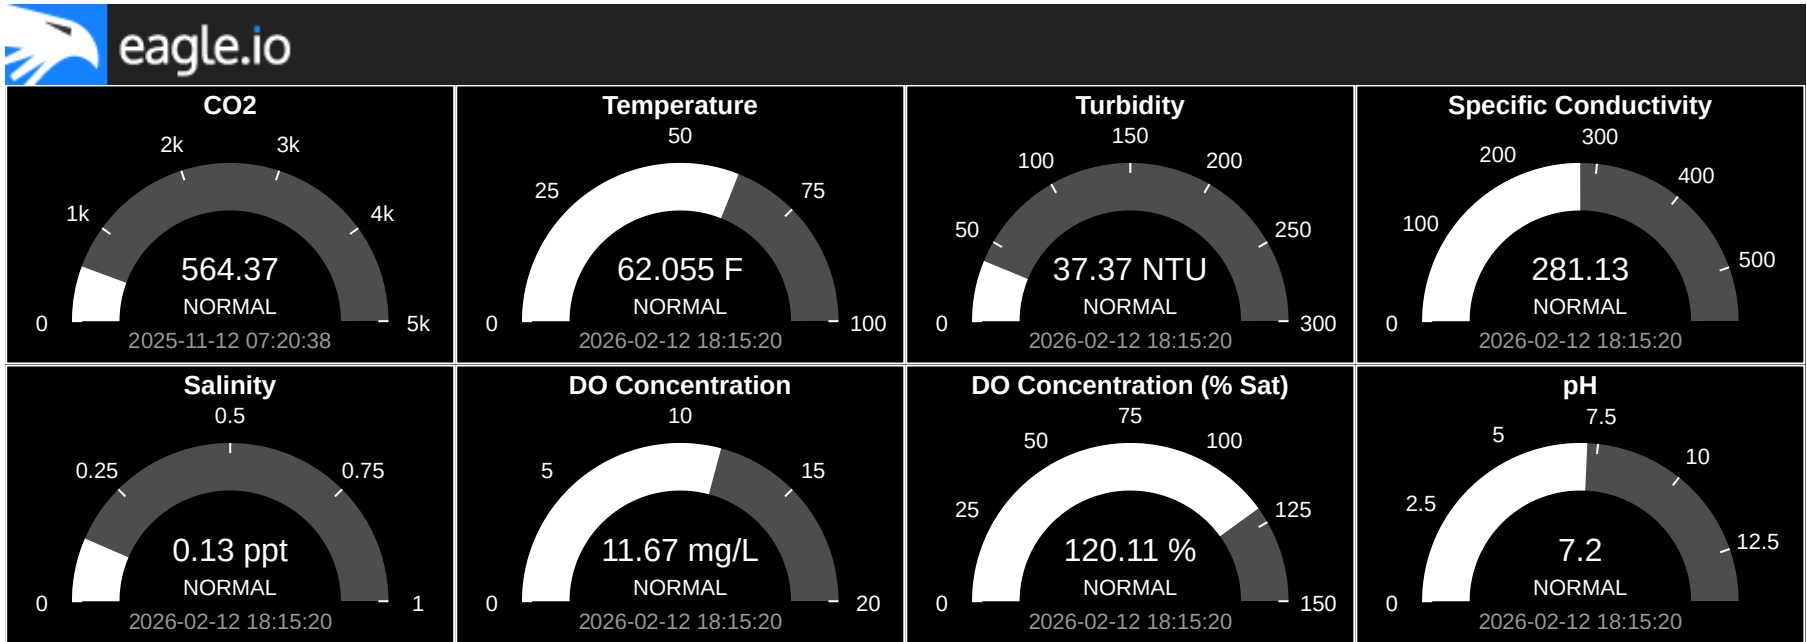 eagle.io
CO2
2k
3k
1k
4k
564.37
NORMAL
0
5k
2025-11-12 07:20:38
Temperature
50
25
75
62.055 F
NORMAL
0
100
2026-02-12 18:15:20
Turbidity
150
100
200
50
250
37.37 NTU
NORMAL
0
300
2026-02-12 18:15:20
Specific Conductivity
300
200
400
100
500
281.13
NORMAL
0
2026-02-12 18:15:20
Salinity
0.5
0.25
0.75
0.13 ppt
NORMAL
0
1
2026-02-12 18:15:20
DO Concentration
10
5
15
11.67 mg/L
NORMAL
0
20
2026-02-12 18:15:20
DO Concentration (% Sat)
75
50
100
25
125
120.11 %
NORMAL
0
150
2026-02-12 18:15:20
pH
7.5
5
10
2.5
12.5
7.2
NORMAL
0
2026-02-12 18:15:20